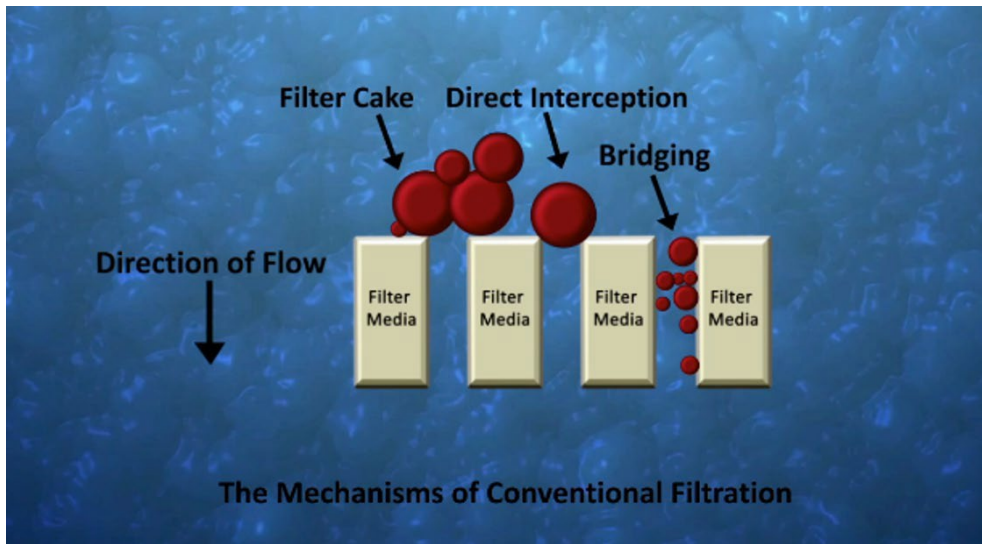 Filter Cake
Direct Interception
Bridging
Direction of Flow
Filter
Media
Filter
Media
Filter
Media
Filter
Media
The Mechanisms of Conventional Filtration